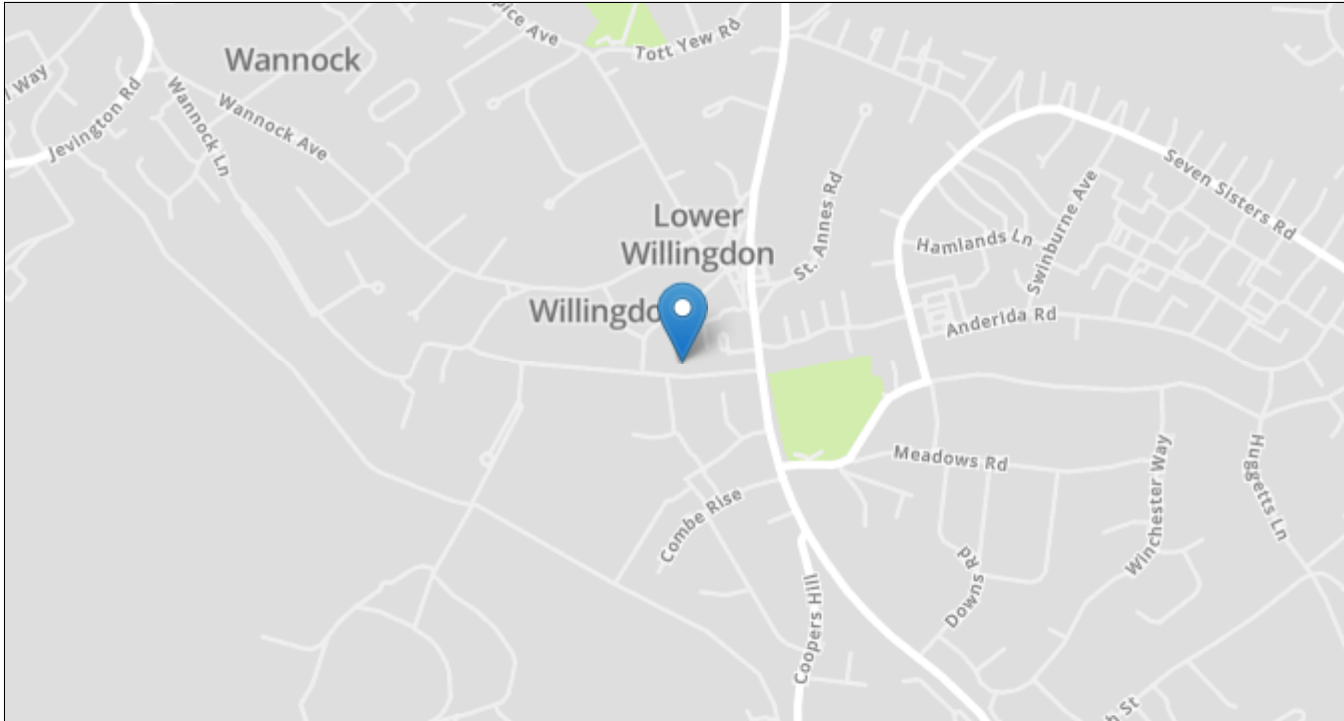 Wannock
Tott Yew Rd
Jevington Rd
Wannock Ln
Wannock Ave
Lower
Willingdon
St. Annes Rd
Hamlands Ln
Swinburne Ave
Seven Sisters Rd
Anderida Rd
Meadows Rd
Combe Rise
Winchester Way
Huggetts Ln
Downs Rd
Coopers Hill
Way
Ave